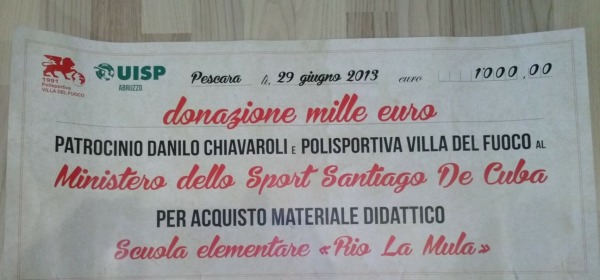 1991
Polisportiva
VILLA DEL FUOCO
UISP
ABRUZZO
Pescara li, 29 giugno 2013 euro 1'000,00
donazione mille euro
PATROCINIO DANILO CHIAVAROLI E POLISPORTIVA VILLA DEL FUOCO AL
Ministero dello Sport Santiago De Cuba
PER ACQUISTO MATERIALE DIDATTICO
Scuola elementare «Rio La Mula»